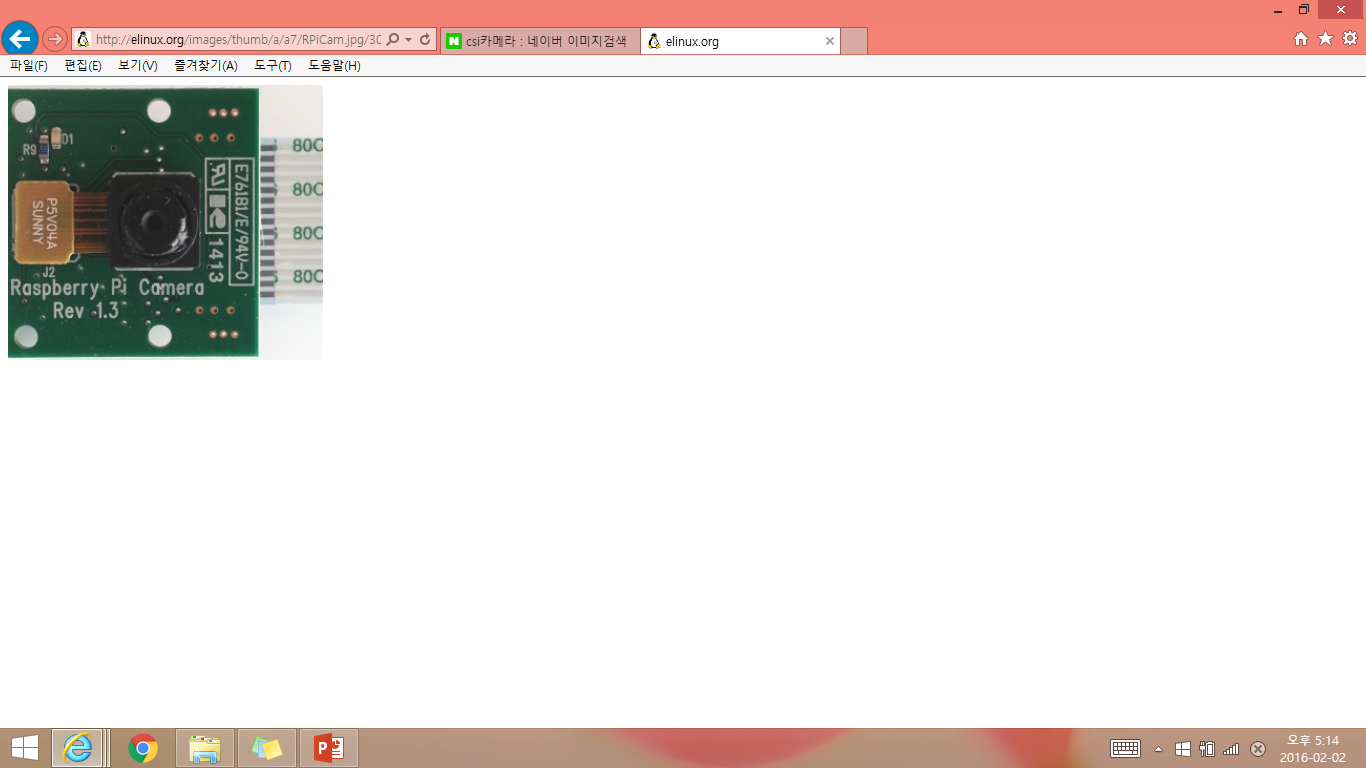 http://elinux.org/images/thumb/a/a7/RPiCam.jpg/30
csi카메라 : 네이버 이미지검색
elinux.org
파일(F) 편집(E) 보기(V) 즐겨찾기(A) 도구(T) 도움말(H)
R9 D1
80C
80C
80C
80C
E76181/E/94V-0
1413
P5V04A
SUNNY
J2
Raspberry Pi Camera
Rev 1.3
오후 5:14
2016-02-02